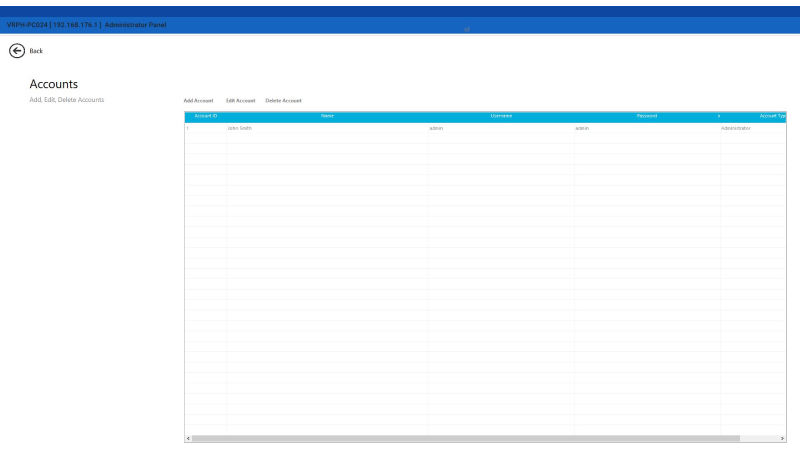 VRPH-PC024 | 192.168.176.1 | Administrator Panel
Back
Accounts
Add, Edit, Delete Accounts
Add Account Edit Account Delete Account
Account ID Name Username Password Account Typ
1 John Smith admin admin Administrator